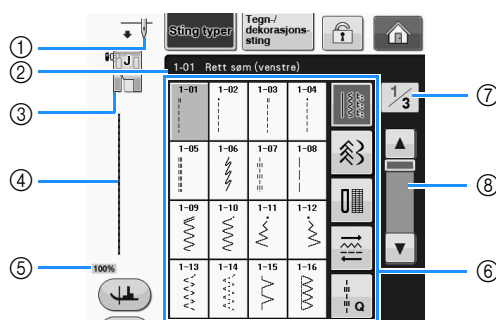 Sting typer
Tegn-/
dekorasjons-
sting
1-01 Rett søm (venstre)
J
1-01 1-02 1-03 1-04
1-05 1-06 1-07 1-08
1-09 1-10 1-11 1-12
1-13 1-14 1-15 1-16
Q
1/3
100%
1
2
3
4
5
6
7
8